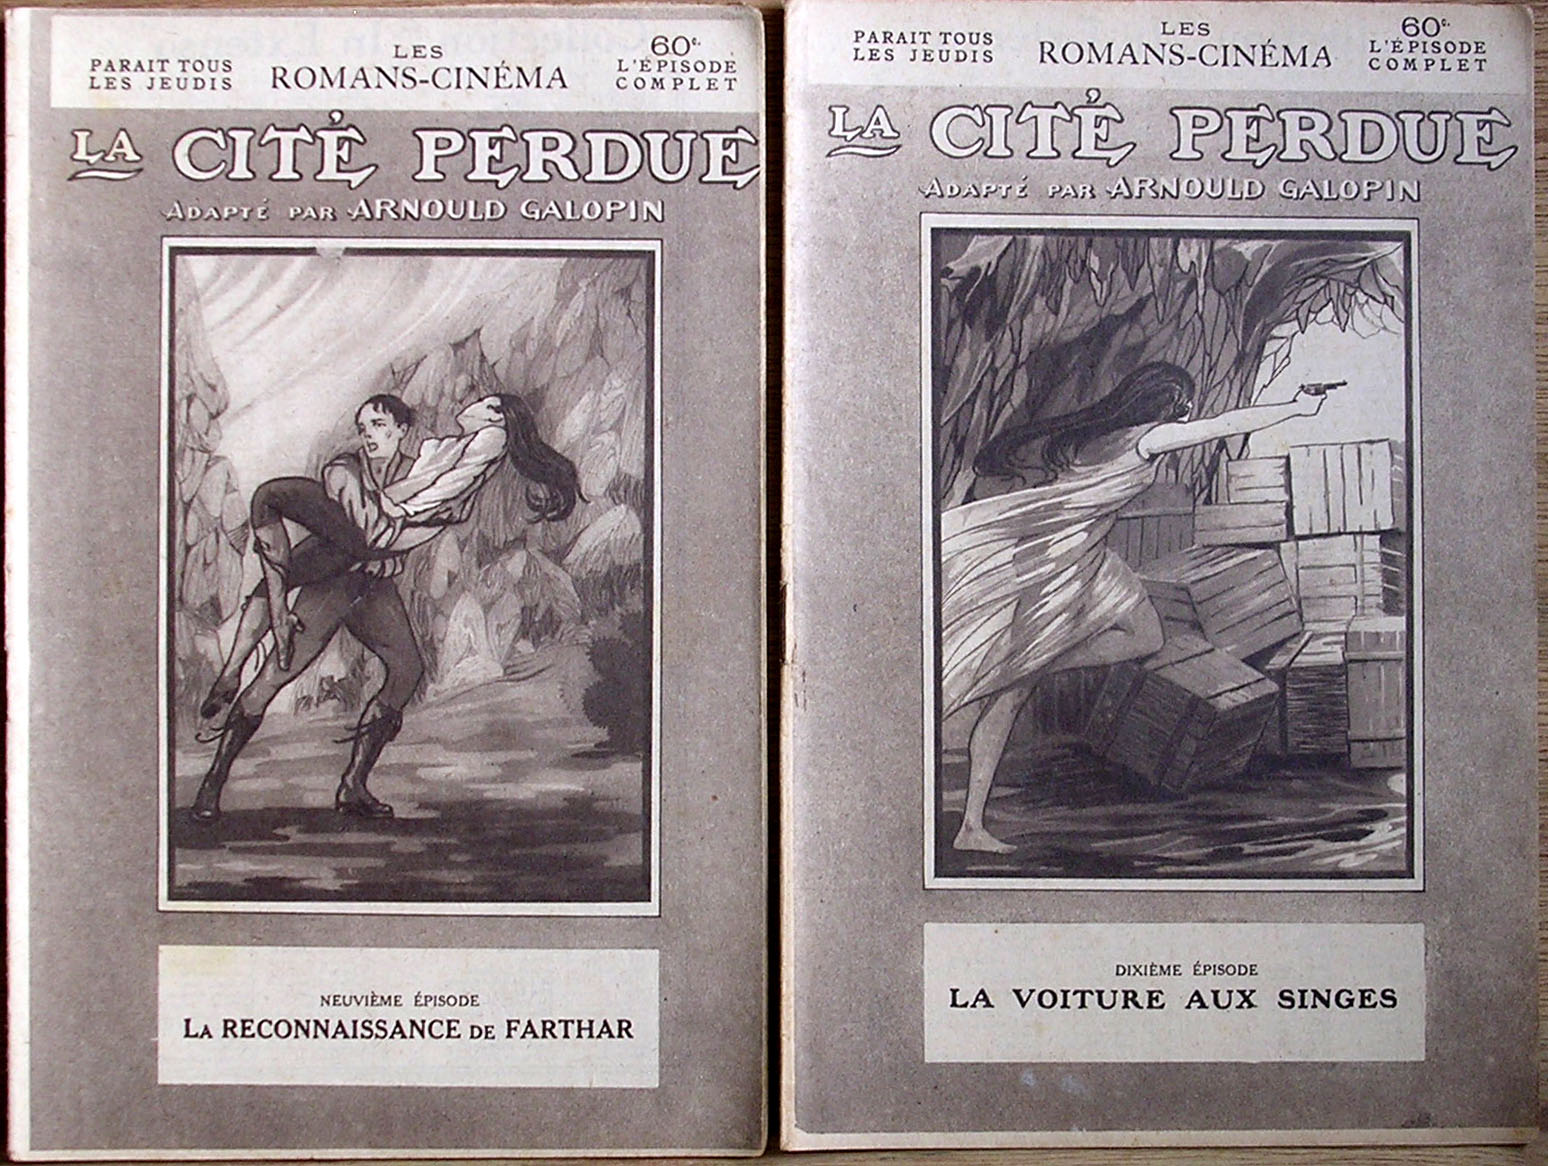 PARAIT TOUS
LES JEUDIS
LES
ROMANS-CINÉMA
60c.
L'ÉPISODE
COMPLET
LA CITÉ PERDUE
ADAPTÉ PAR ARNOULD GALOPIN
NEUVIÈME ÉPISODE
LA RECONNAISSANCE DE FARTHAR
PARAIT TOUS
LES JEUDIS
LES
ROMANS-CINÉMA
60c.
L'ÉPISODE
COMPLET
LA CITÉ PERDUE
ADAPTÉ PAR ARNOULD GALOPIN
DIXIÈME ÉPISODE
LA VOITURE AUX SINGES